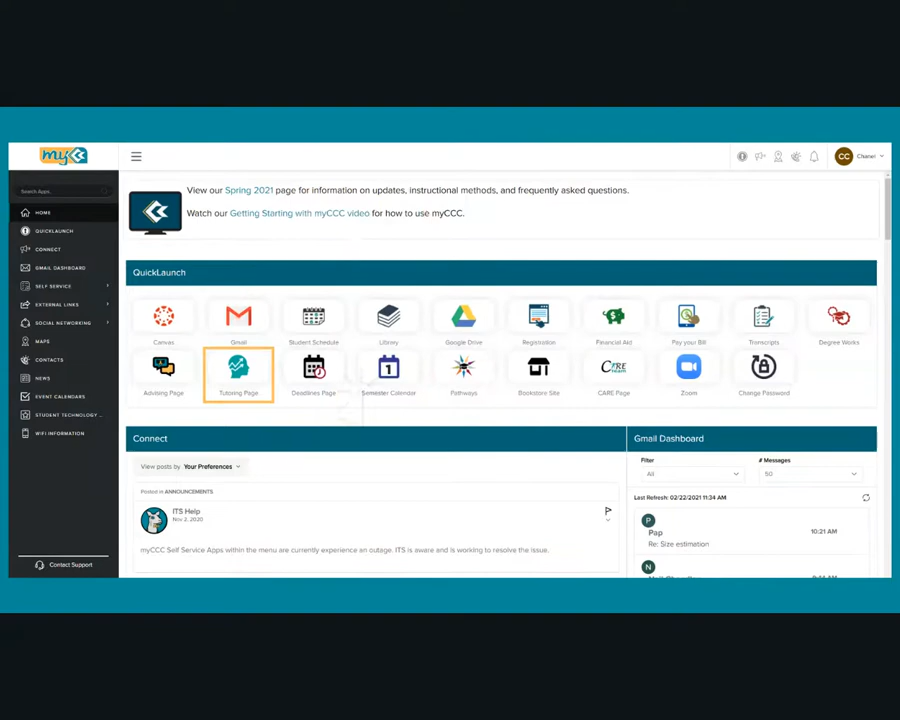 my
CC
Chaner
Search Apps
HOME
QUICKLAUNCH
CONNECT
GMAIL DASHBOARD
SELF SERVICE
EXTERNAL LINKS
SOCIAL NETWORKING
MAPS
CONTACTS
NEWS
EVENT CALENDARS
STUDENT TECHNOLOGY ...
WIFI INFORMATION
Contact Support
View our Spring 2021 page for information on updates, instructional methods, and frequently asked questions.
Watch our Getting Starting with myCCC video for how to use myCCC.
QuickLaunch
Canvas Gmail Student Schedule Library Google Drive Registration Financial Aid Pay your Bill Transcripts Degree Works
1 CARE team
Advising Page Tutoring Page Deadlines Page Semester Calendar Pathways Bookstore Site CARE Page Zoom Change Password
Connect
View posts by Your Preferences
Posted in ANNOUNCEMENTS
ITS Help
Nov 2, 2020
myCCC Self Service Apps within the menu are currently experience an outage. ITS is aware and is working to resolve the issue.
Gmail Dashboard
Filter # Messages
All 50
Last Refresh: 02/22/2021 11:34 AM
P
Pap 10:21 AM
Re: Size estimation
N